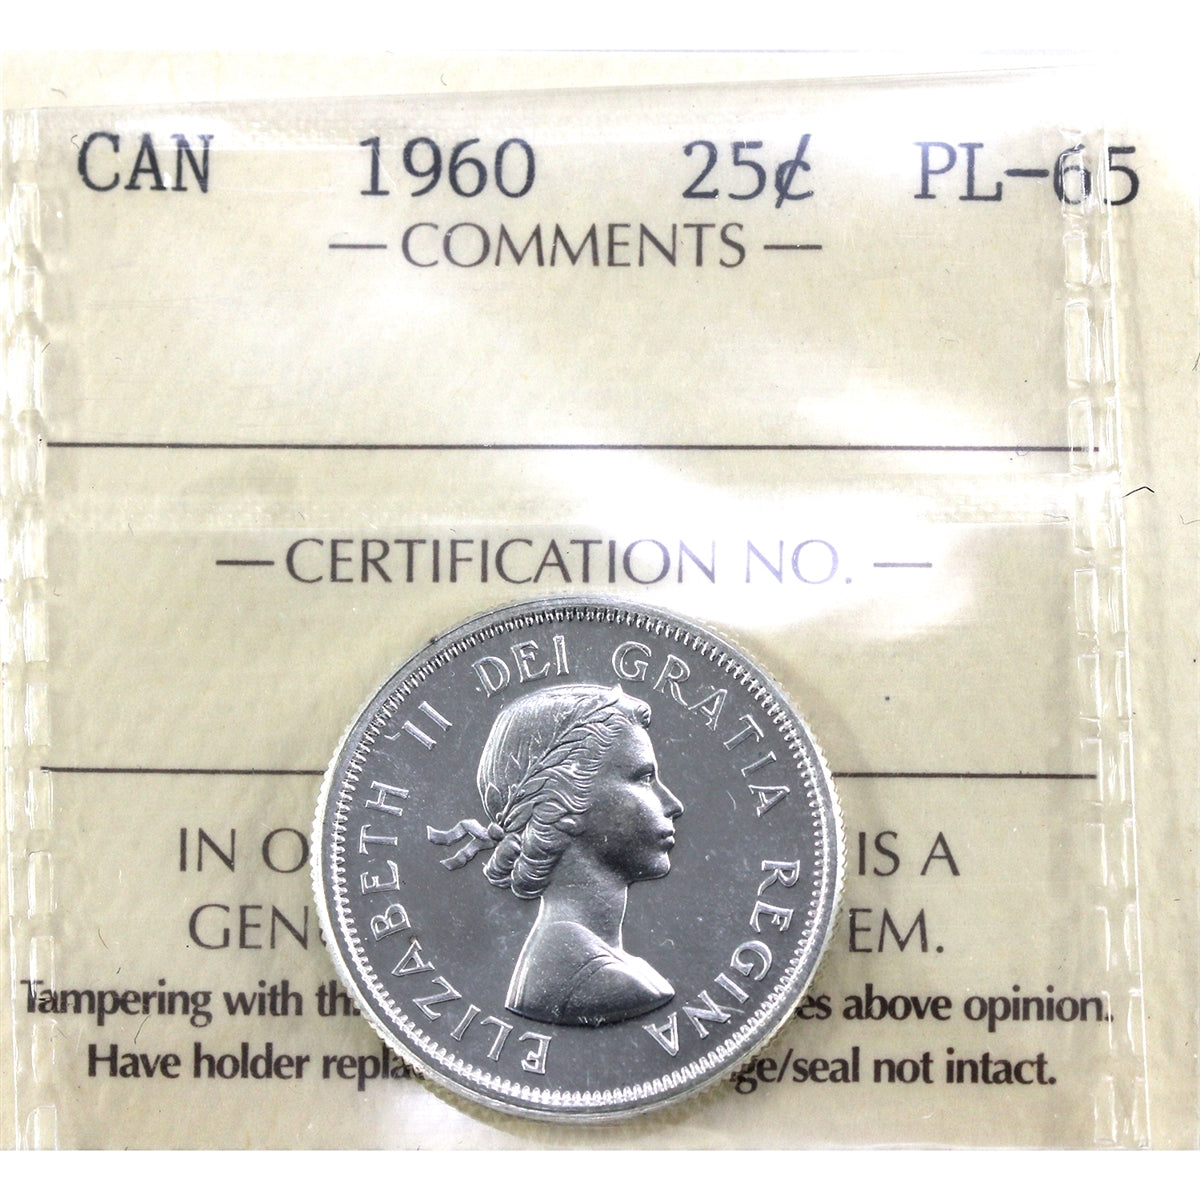 CAN 1960 25¢ PL-65
— COMMENTS —
— CERTIFICATION NO. —
ELIZABETH II DEI GRATIA REGINA
IN O IS A
GEN EM.
Tampering with th es above opinion.
Have holder repla ge/seal not intact.